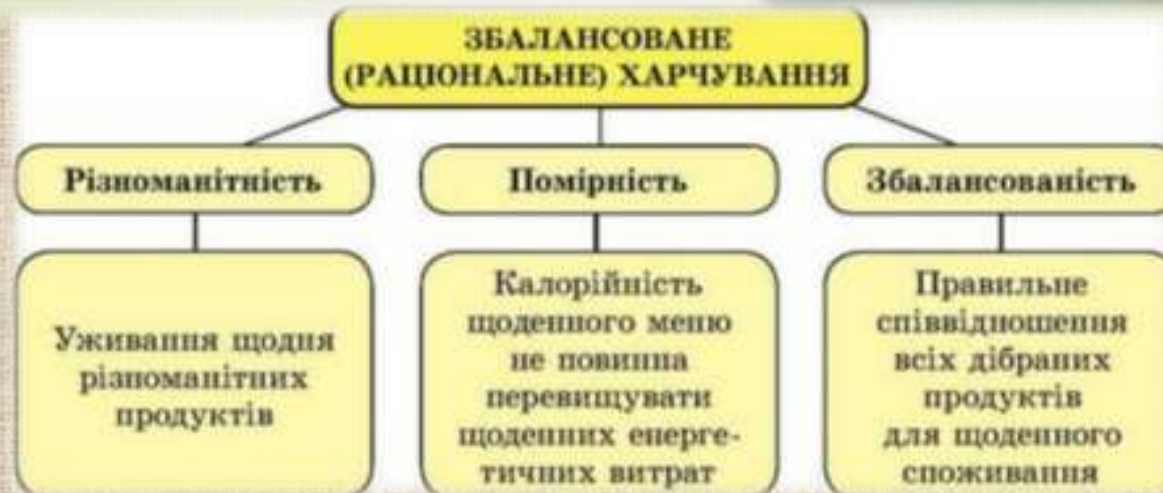 ЗБАЛАНСОВАНЕ
(РАЦІОНАЛЬНЕ) ХАРЧУВАННЯ
Різноманітність
Уживання щодня
різноманітних
продуктів
Помірність
Калорійність
щоденного меню
не повинна
перевищувати
щоденних енерге-
тичних витрат
Збалансованість
Правильне
співвідношення
всіх дібраних
продуктів
для щоденного
споживання